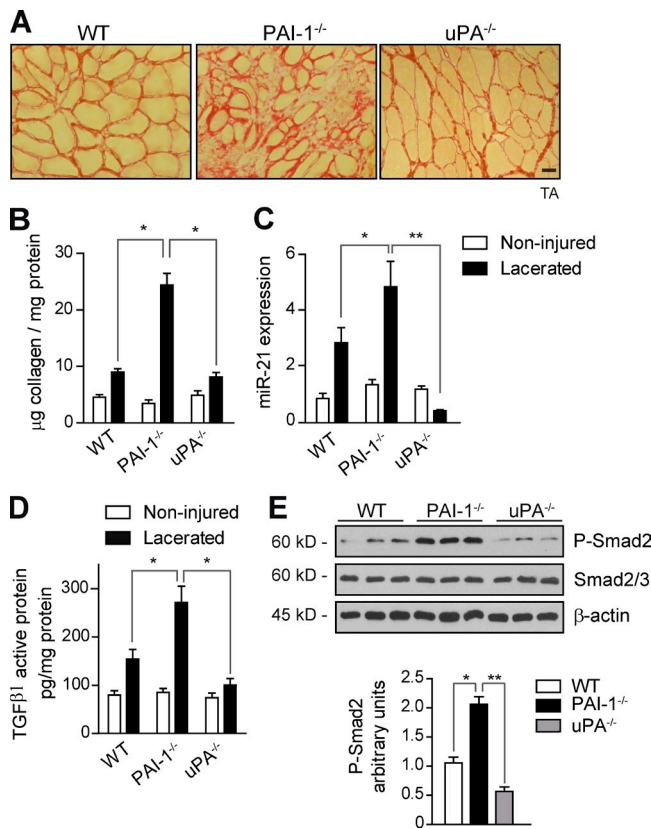 A
WT
PAI-1⁻/⁻
uPA⁻/⁻
TA
B
µg collagen / mg protein
30
20
10
0
* *
WT
PAI-1⁻/⁻
uPA⁻/⁻
C
miR-21 expression
6
4
2
0
* **
WT
PAI-1⁻/⁻
uPA⁻/⁻
Non-injured
Lacerated
D
Non-injured
Lacerated
TGFβ1 active protein
pg/mg protein
300
200
100
0
* *
WT
PAI-1⁻/⁻
uPA⁻/⁻
E
WT PAI-1⁻/⁻ uPA⁻/⁻
60 kD - P-Smad2
60 kD - Smad2/3
45 kD - β-actin
P-Smad2
arbitrary units
2.5
2.0
1.5
1.0
0.5
0
* **
WT
PAI-1⁻/⁻
uPA⁻/⁻